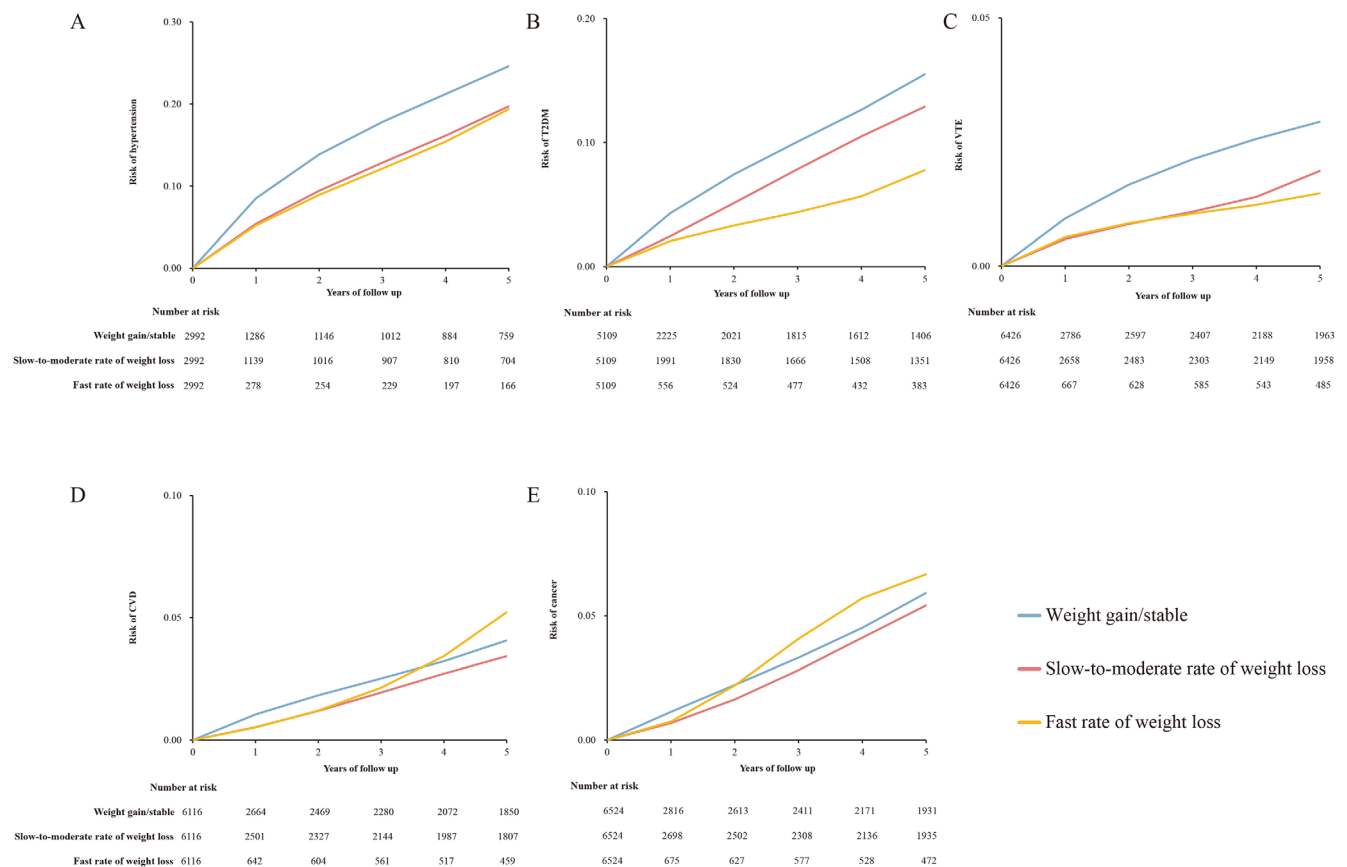 A
0.30
0.20
0.10
0.00
Risk of hypertension
0 1 2 3 4 5
Years of follow up
Number at risk
Weight gain/stable 2992 1286 1146 1012 884 759
Slow-to-moderate rate of weight loss 2992 1139 1016 907 810 704
Fast rate of weight loss 2992 278 254 229 197 166
B
0.20
0.10
0.00
Risk of T2DM
0 1 2 3 4 5
Years of follow up
Number at risk
5109 2225 2021 1815 1612 1406
5109 1991 1830 1666 1508 1351
5109 556 524 477 432 383
C
0.05
0.00
Risk of VTE
0 1 2 3 4 5
Years of follow up
Number at risk
6426 2786 2597 2407 2188 1963
6426 2658 2483 2303 2149 1958
6426 667 628 585 543 485
D
0.10
0.05
0.00
Risk of CVD
0 1 2 3 4 5
Years of follow up
Number at risk
Weight gain/stable 6116 2664 2469 2280 2072 1850
Slow-to-moderate rate of weight loss 6116 2501 2327 2144 1987 1807
Fast rate of weight loss 6116 642 604 561 517 459
E
0.10
0.05
0.00
Risk of cancer
0 1 2 3 4 5
Years of follow up
Number at risk
6524 2816 2613 2411 2171 1931
6524 2698 2502 2308 2136 1935
6524 675 627 577 528 472
Weight gain/stable
Slow-to-moderate rate of weight loss
Fast rate of weight loss